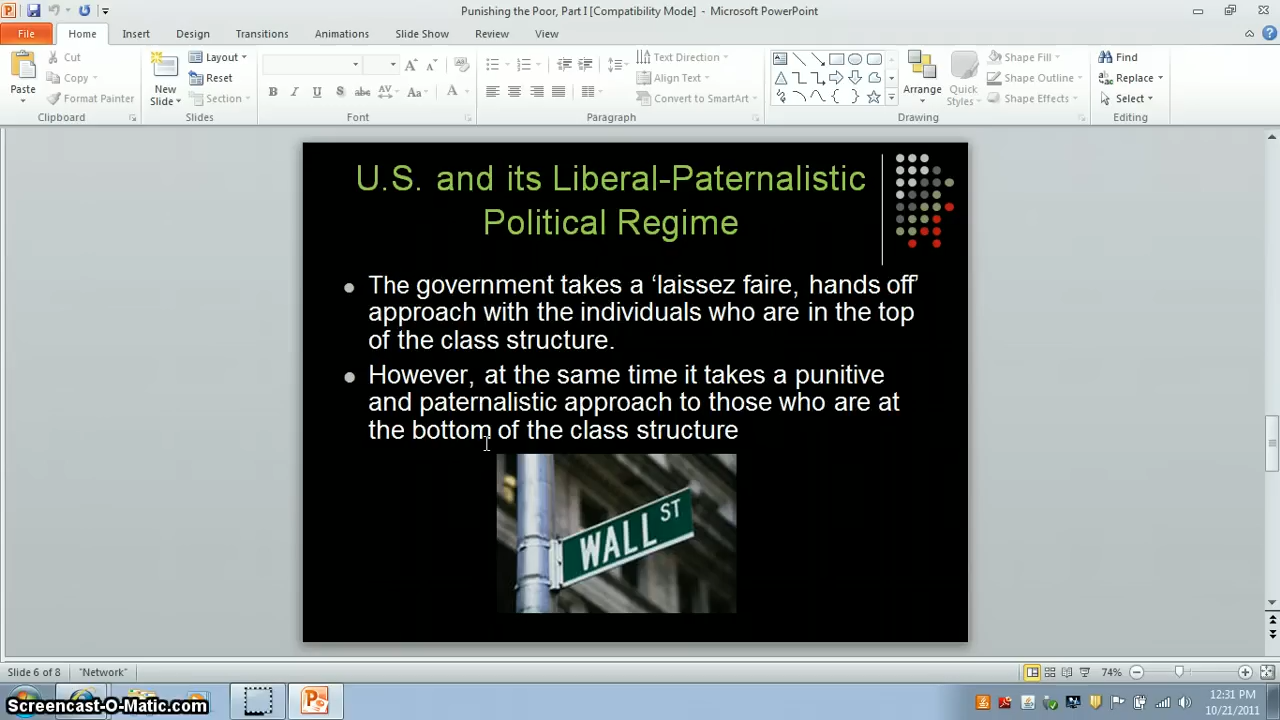 Punishing the Poor, Part I [Compatibility Mode] - Microsoft PowerPoint
File Home Insert Design Transitions Animations Slide Show Review View
Cut Layout Text Direction Shape Fill Find
Copy Reset Align Text Shape Outline Replace
Paste Format Painter New Slide Section Convert to SmartArt Arrange Quick Styles Shape Effects Select
Clipboard Slides Font Paragraph Drawing Editing
U.S. and its Liberal-Paternalistic
Political Regime
The government takes a ‘laissez faire, hands off’
approach with the individuals who are in the top
of the class structure.
However, at the same time it takes a punitive
and paternalistic approach to those who are at
the bottom of the class structure
WALL ST
Slide 6 of 8 "Network" 74%
Screencast-O-Matic.com
12:31 PM
10/21/2011